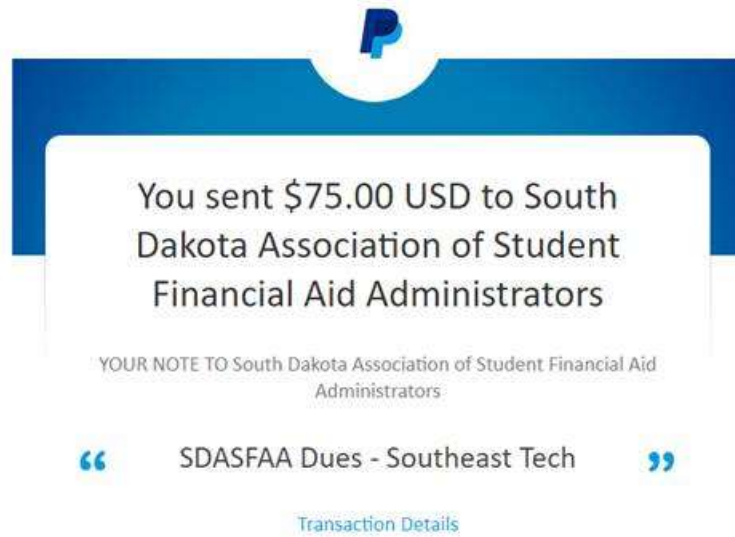 You sent $75.00 USD to South
Dakota Association of Student
Financial Aid Administrators
YOUR NOTE TO South Dakota Association of Student Financial Aid
Administrators
“ SDASFAA Dues - Southeast Tech ”
Transaction Details